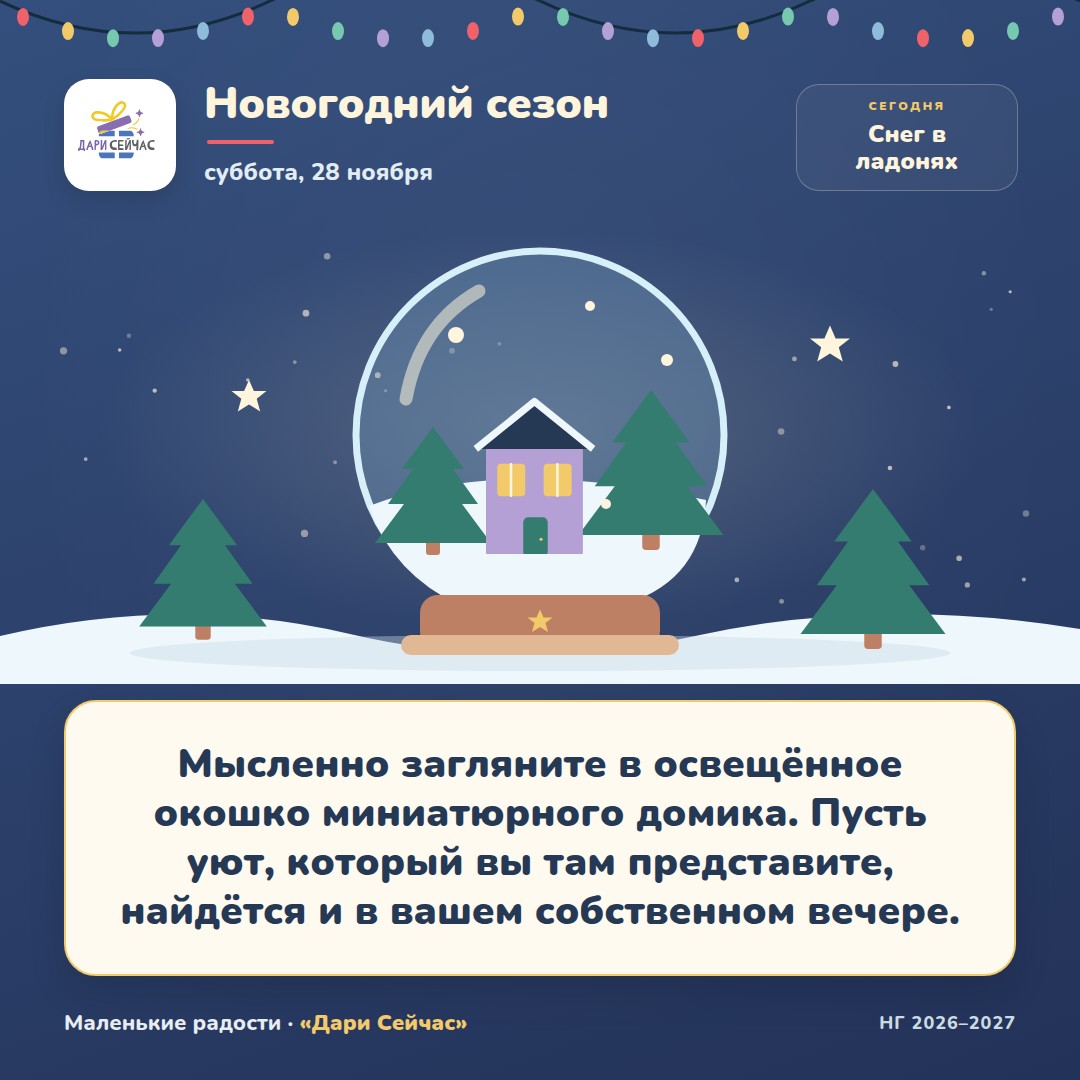 ДАРИ СЕЙЧАС
Новогодний сезон
суббота, 28 ноября
СЕГОДНЯ
Снег в
ладонях
Мысленно загляните в освещённое
окошко миниатюрного домика. Пусть
уют, который вы там представите,
найдётся и в вашем собственном вечере.
Маленькие радости · «Дари Сейчас»
НГ 2026–2027